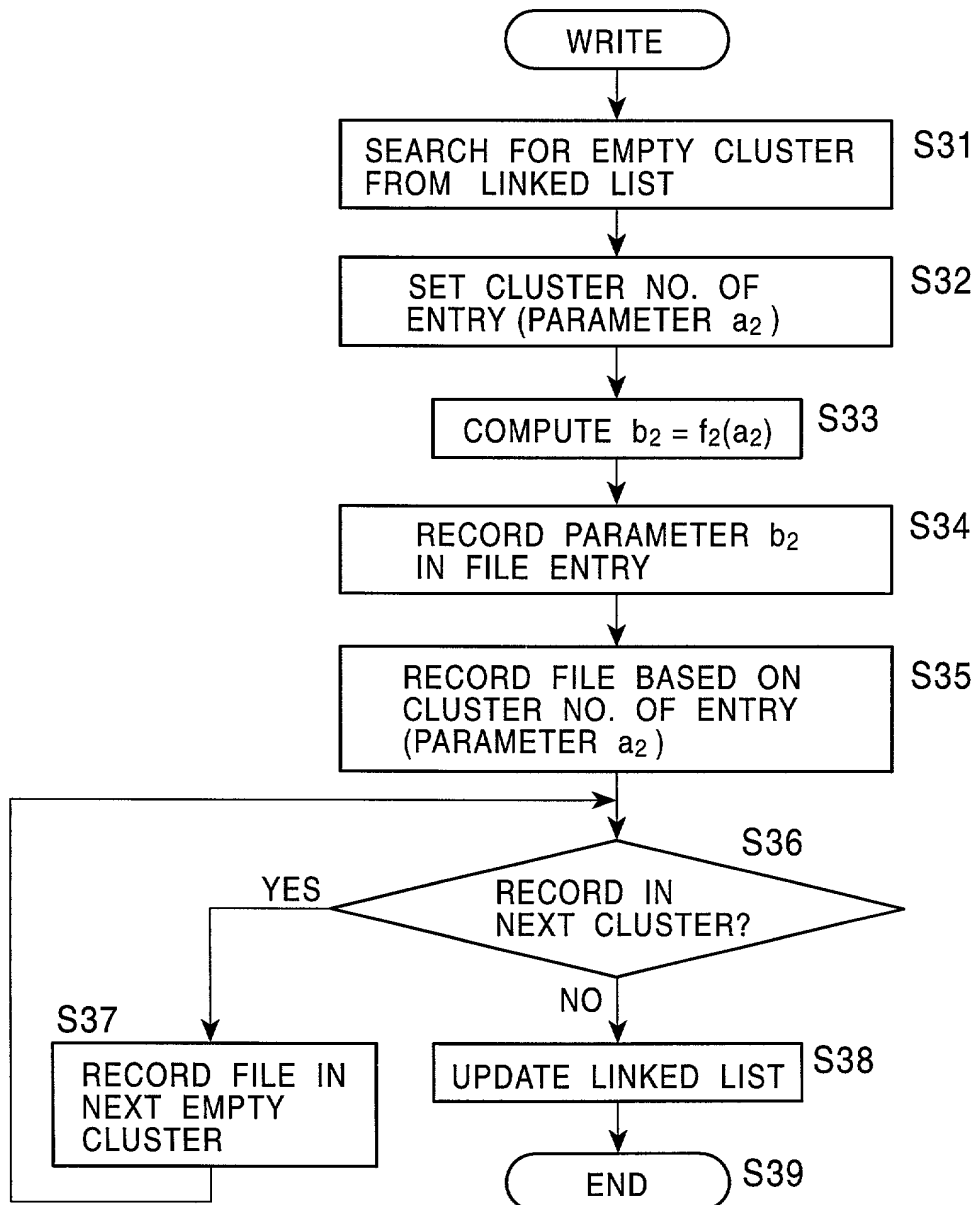 WRITE
SEARCH FOR EMPTY CLUSTER
FROM LINKED LIST
S31
SET CLUSTER NO. OF
ENTRY (PARAMETER a₂)
S32
COMPUTE b₂ = f₂(a₂)
S33
RECORD PARAMETER b₂
IN FILE ENTRY
S34
RECORD FILE BASED ON
CLUSTER NO. OF ENTRY
(PARAMETER a₂)
S35
S36
YES
RECORD IN
NEXT CLUSTER?
NO
S37
RECORD FILE IN
NEXT EMPTY
CLUSTER
UPDATE LINKED LIST
S38
END
S39